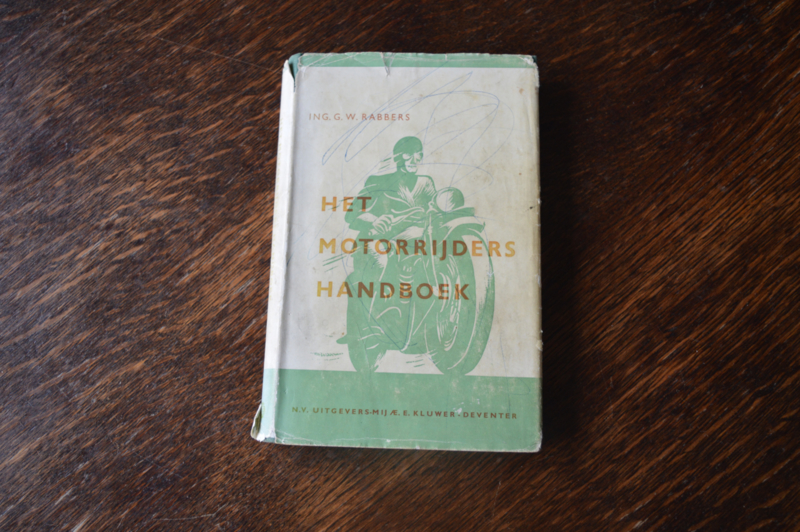 ING. G. W. RABBERS
HET
MOTORRIJDERS
HANDBOEK
N.V. UITGEVERS-MIJ Æ. E. KLUWER · DEVENTER